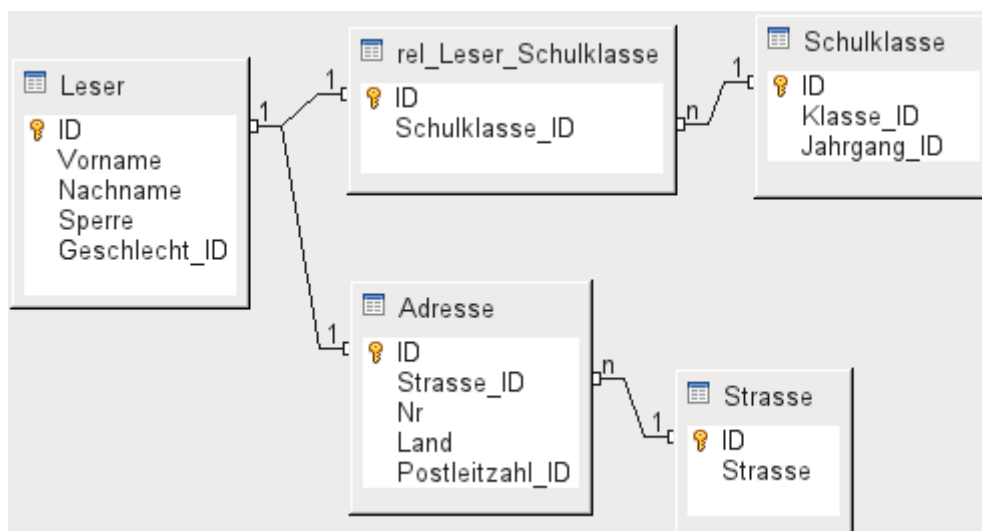 Leser
ID
Vorname
Nachname
Sperre
Geschlecht_ID
1
1
rel_Leser_Schulklasse
ID
Schulklasse_ID
n
1
Schulklasse
ID
Klasse_ID
Jahrgang_ID
1
Adresse
ID
Strasse_ID
Nr
Land
Postleitzahl_ID
n
1
Strasse
ID
Strasse